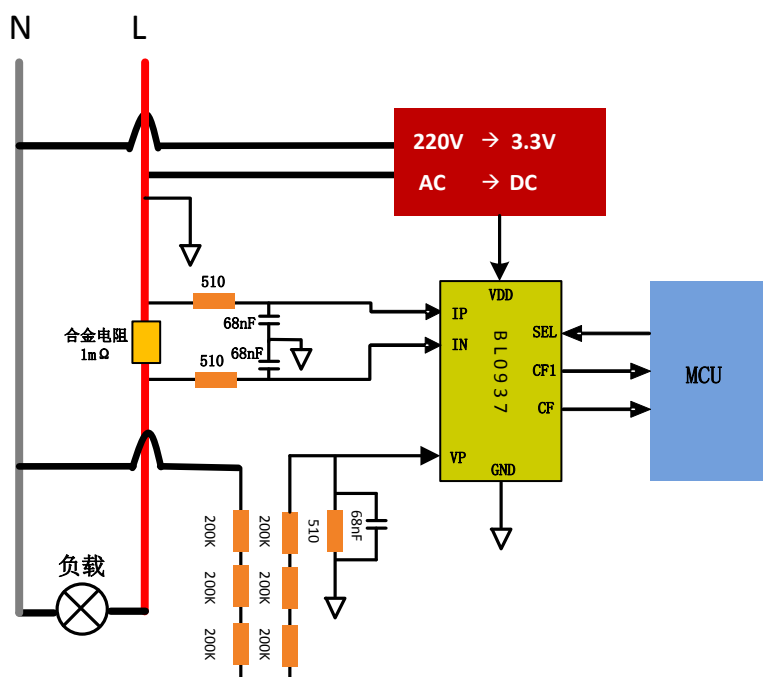 N
L
220V → 3.3V
AC → DC
510
68nF
68nF
合金电阻
1mΩ
510
VDD
IP
IN
BL0937
SEL
CF1
CF
MCU
VP
GND
200K
200K
510
68nF
200K
200K
200K
200K
负载